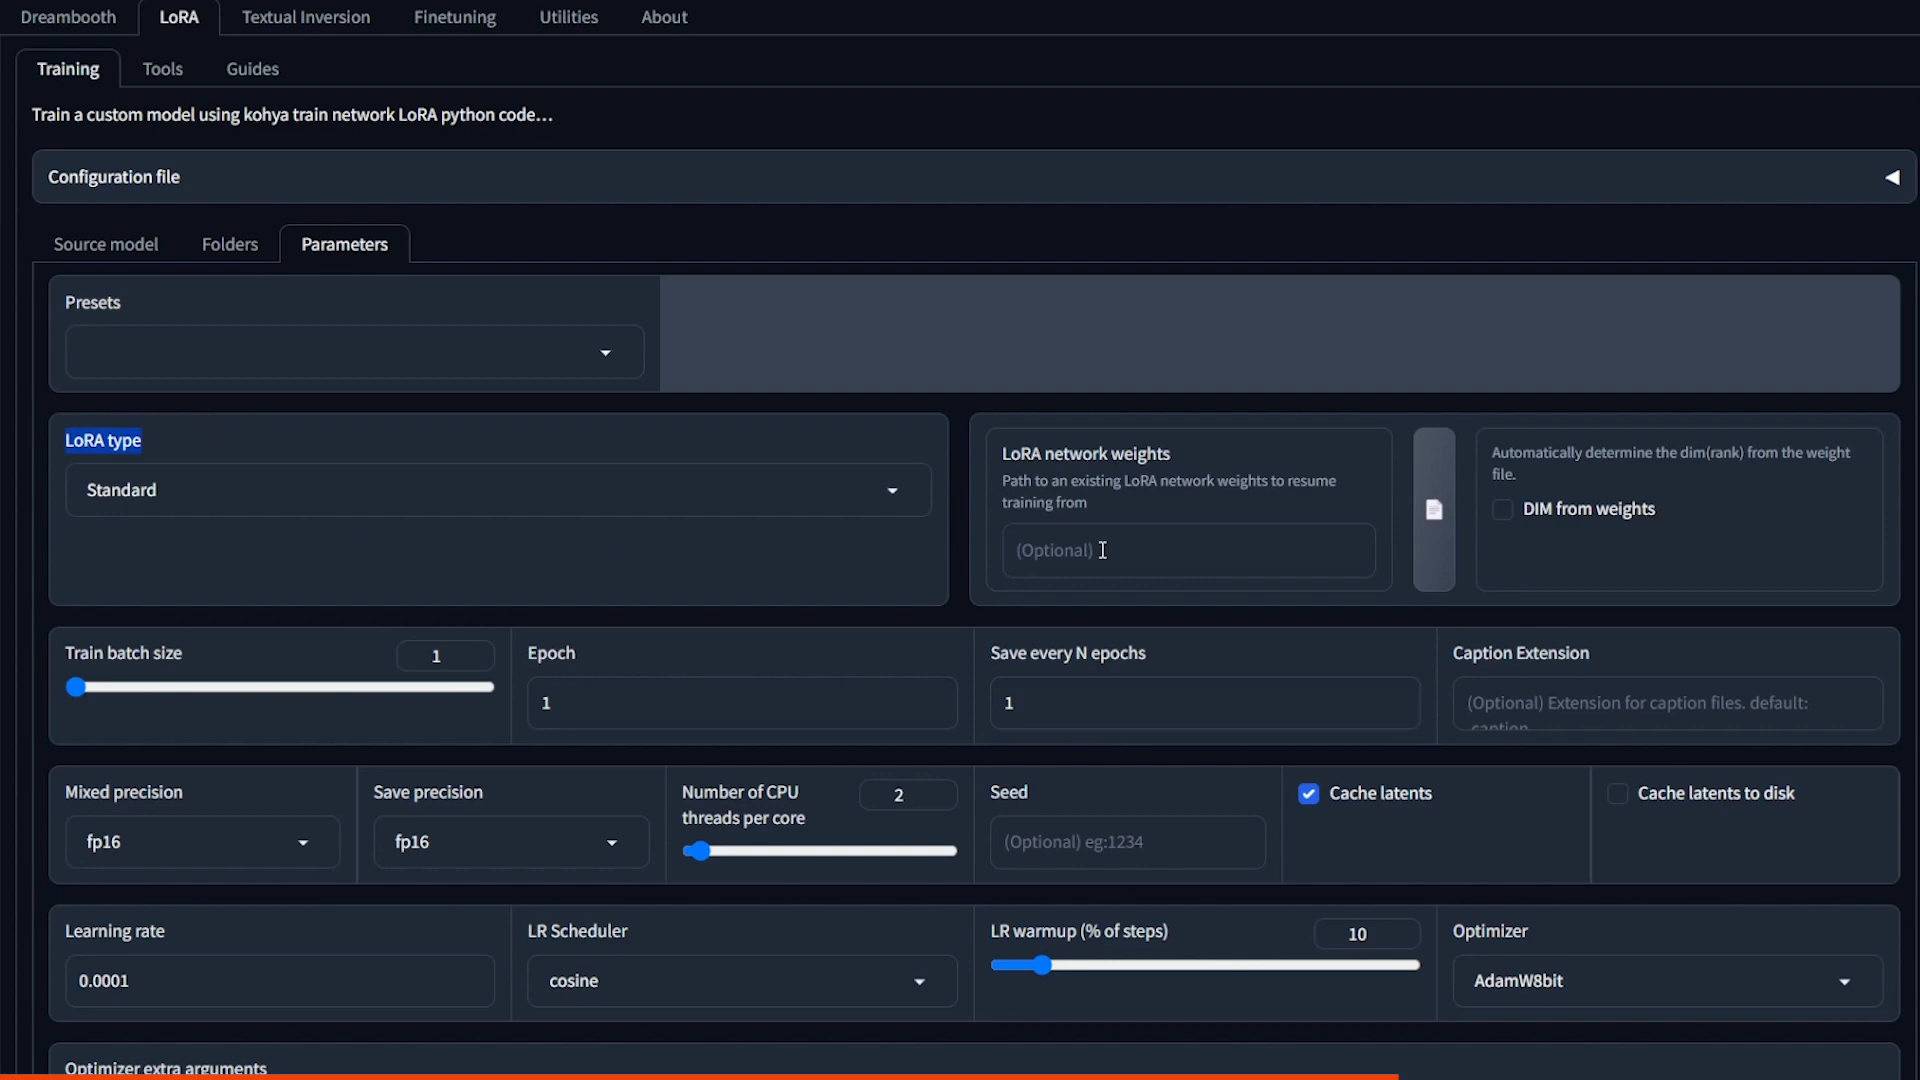 Dreambooth LoRA Textual Inversion Finetuning Utilities About
Training Tools Guides
Train a custom model using kohya train network LoRA python code...
Configuration file
Source model Folders Parameters
Presets
LoRA type
Standard
LoRA network weights
Path to an existing LoRA network weights to resume
training from
(Optional)
Automatically determine the dim(rank) from the weight
file.
DIM from weights
Train batch size 1
Epoch
1
Save every N epochs
1
Caption Extension
(Optional) Extension for caption files. default:
caption
Mixed precision
fp16
Save precision
fp16
Number of CPU
threads per core
2
Seed
(Optional) eg:1234
Cache latents
Cache latents to disk
Learning rate
0.0001
LR Scheduler
cosine
LR warmup (% of steps) 10
Optimizer
AdamW8bit
Optimizer extra arguments